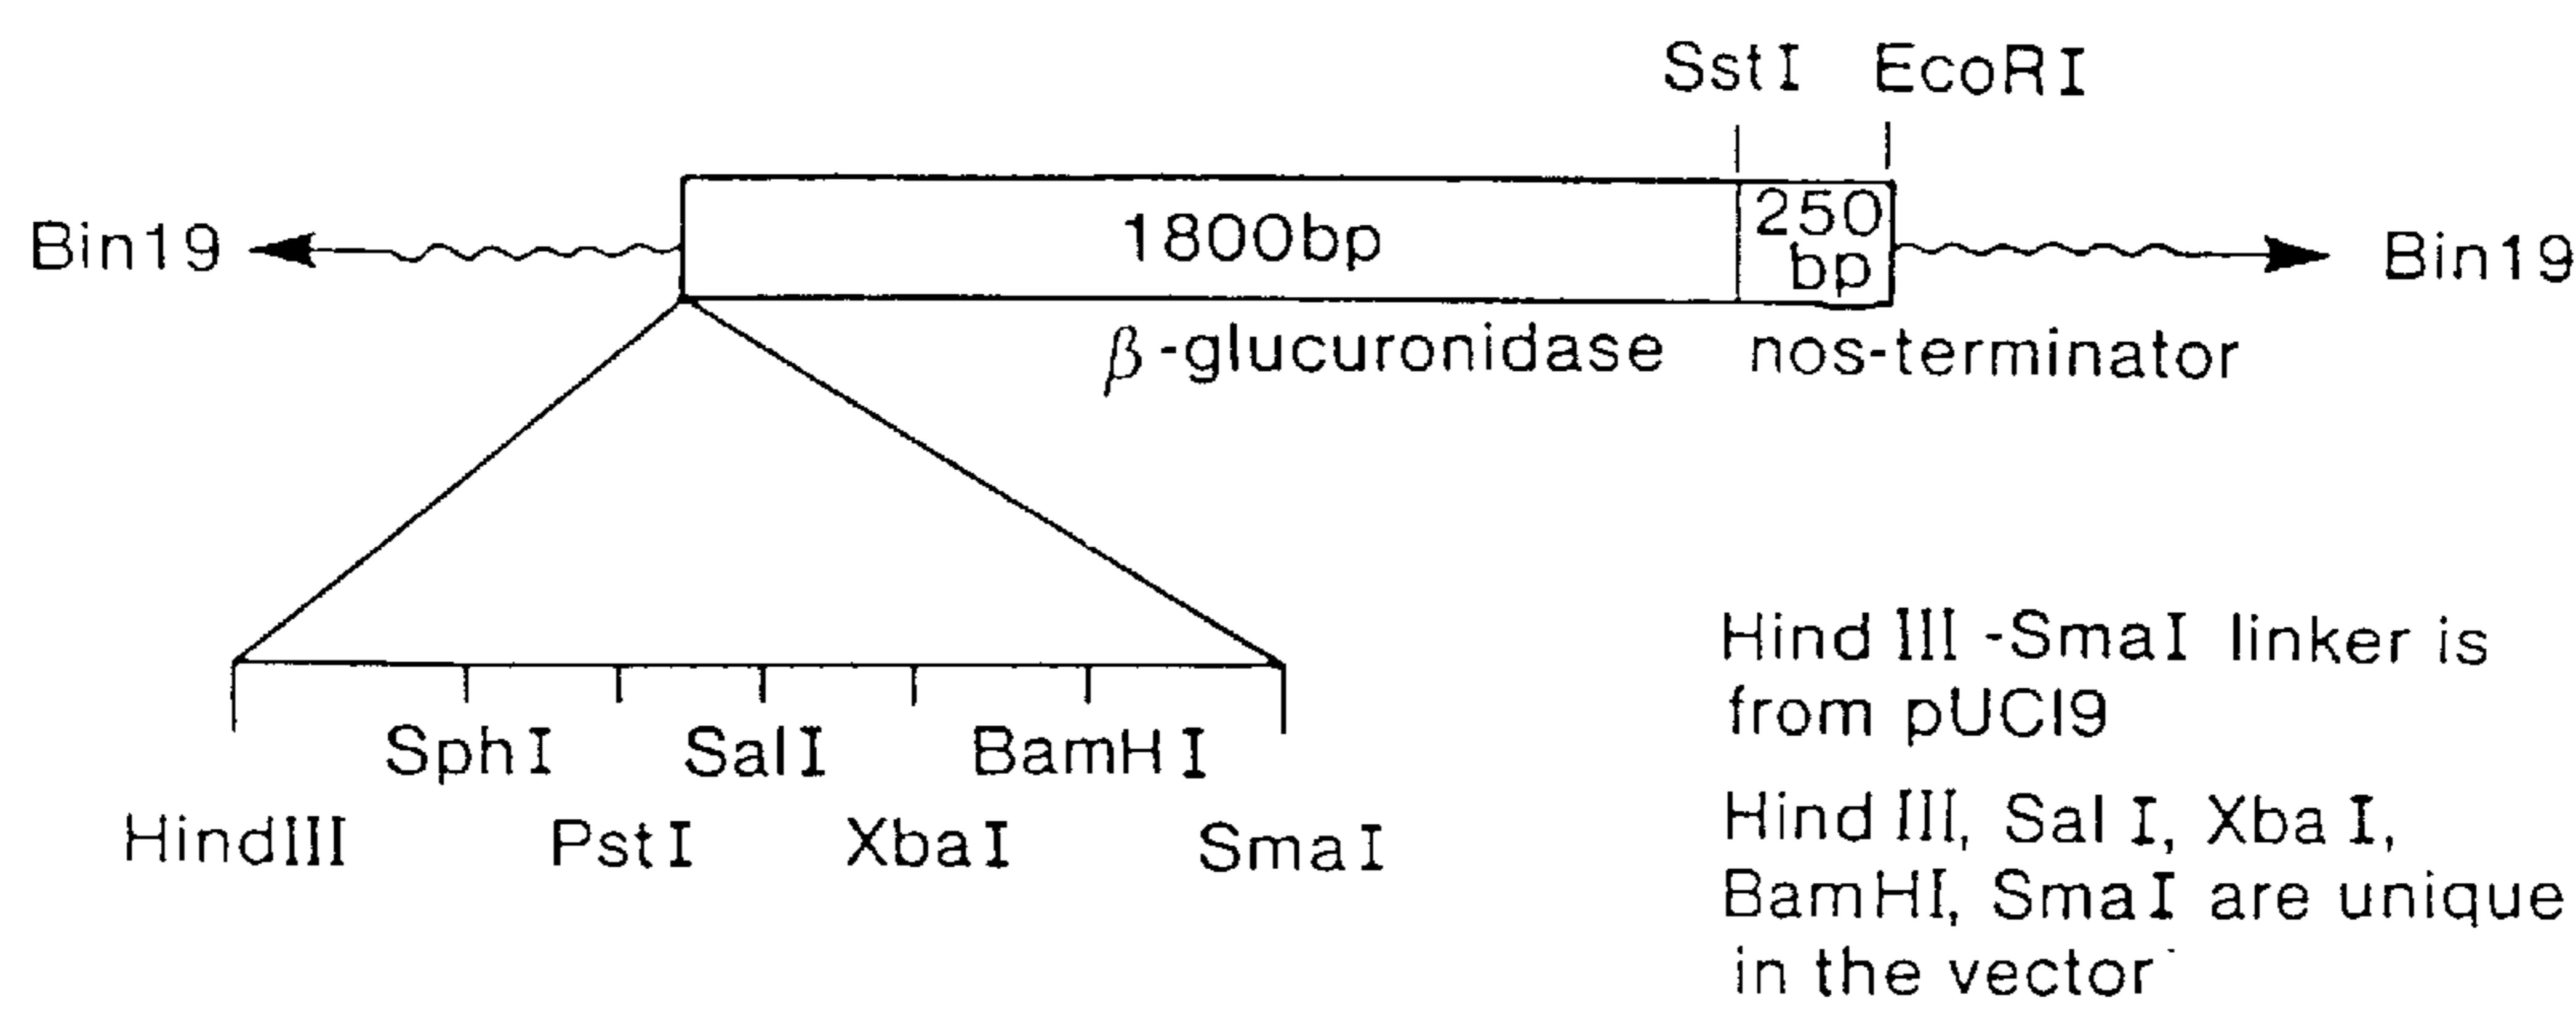 SstI EcoRI
Bin19 1800bp 250 bp Bin19
β-glucuronidase nos-terminator
SphI SalI BamHI
HindIII PstI XbaI SmaI
Hind III -SmaI linker is
from pUC19
Hind III, Sal I, Xba I,
BamHI, SmaI are unique
in the vector